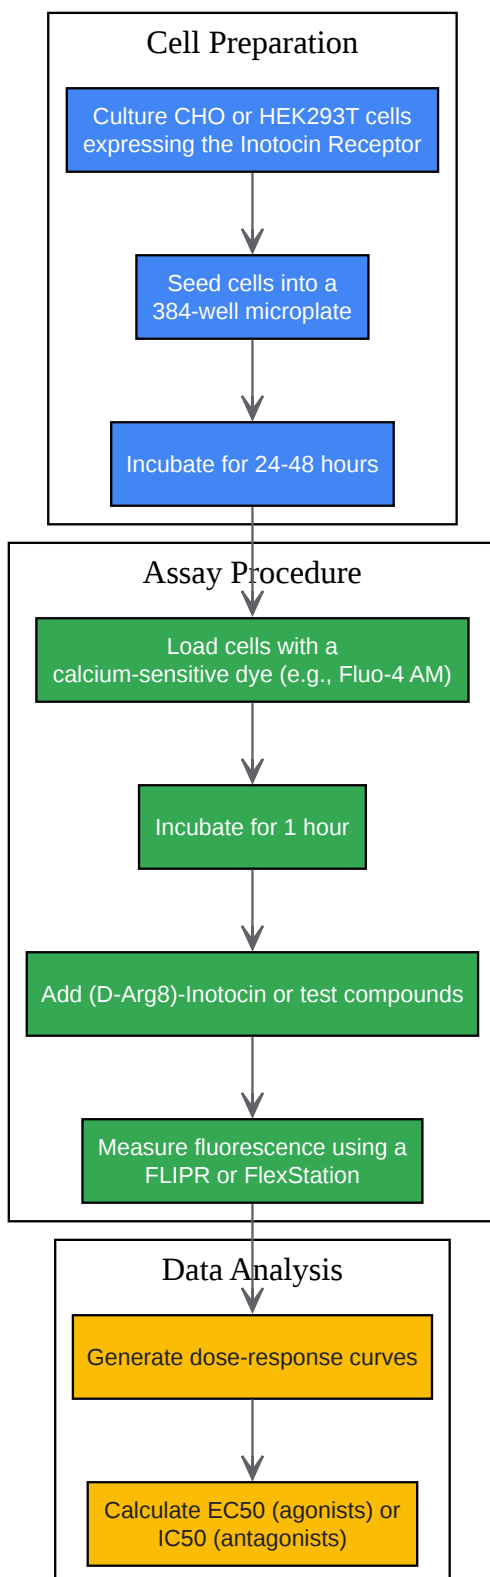 Cell Preparation
Culture CHO or HEK293T cells
expressing the Inotocin Receptor
Seed cells into a
384-well microplate
Incubate for 24-48 hours
Assay Procedure
Load cells with a
calcium-sensitive dye (e.g., Fluo-4 AM)
Incubate for 1 hour
Add (D-Arg8)-Inotocin or test compounds
Measure fluorescence using a
FLIPR or FlexStation
Data Analysis
Generate dose-response curves
Calculate EC50 (agonists) or
IC50 (antagonists)